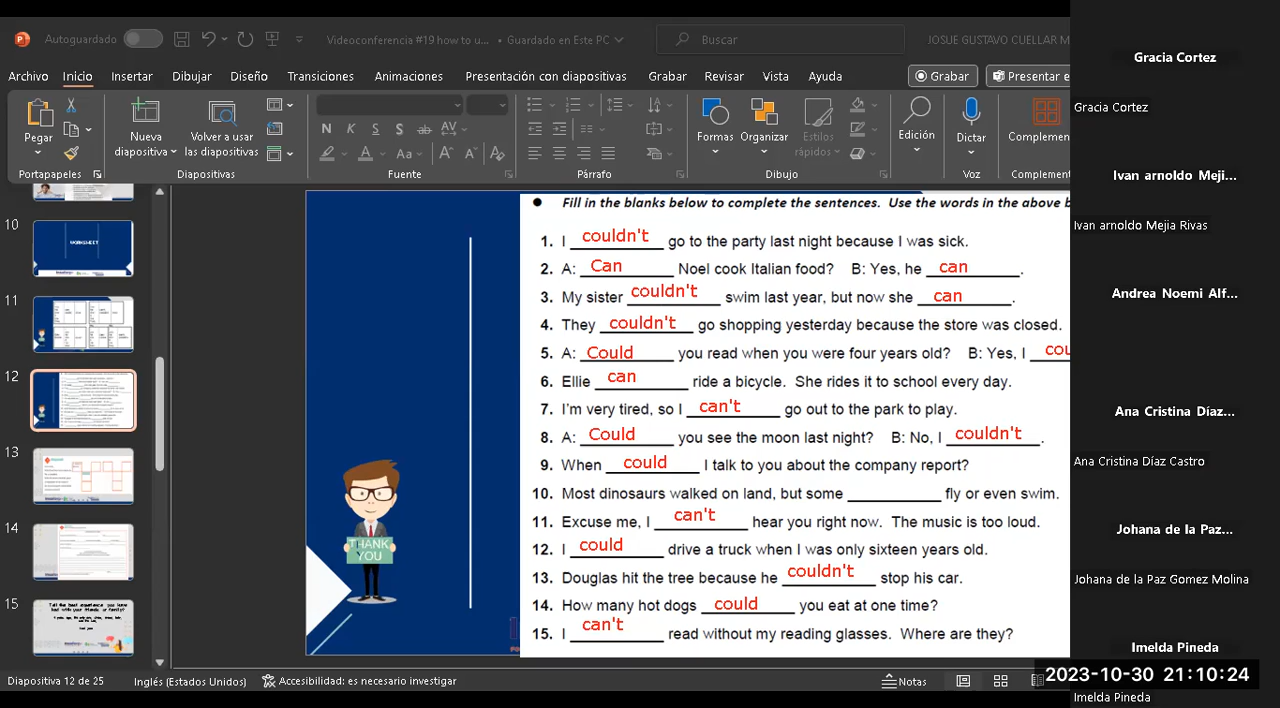 Autoguardado
Videoconferencia #19 how to u... • Guardado en Este PC
Buscar
JOSUE GUSTAVO CUELLAR M
Archivo Inicio Insertar Dibujar Diseño Transiciones Animaciones Presentación con diapositivas Grabar Revisar Vista Ayuda
Grabar
Presentar e
Pegar
Nueva diapositiva
Volver a usar las diapositivas
Formas
Organizar
Estilos rápidos
Edición
Dictar
Complemen
Portapapeles
Diapositivas
Fuente
Párrafo
Dibujo
Voz
Complement
10
WORKSHEET
11
12
13
14
15
THANK YOU
Fill in the blanks below to complete the sentences. Use the words in the above b
1. I couldn't go to the party last night because I was sick.
2. A: Can Noel cook Italian food? B: Yes, he can.
3. My sister couldn't swim last year, but now she can.
4. They couldn't go shopping yesterday because the store was closed.
5. A: Could you read when you were four years old? B: Yes, I cou
6. Ellie can ride a bicycle. She rides it to school every day.
7. I'm very tired, so I can't go out to the park to play.
8. A: Could you see the moon last night? B: No, I couldn't.
9. When could I talk to you about the company report?
10. Most dinosaurs walked on land, but some ____________ fly or even swim.
11. Excuse me, I can't hear you right now. The music is too loud.
12. I could drive a truck when I was only sixteen years old.
13. Douglas hit the tree because he couldn't stop his car.
14. How many hot dogs could you eat at one time?
15. I can't read without my reading glasses. Where are they?
Gracia Cortez
Gracia Cortez
Ivan arnoldo Meji...
Ivan arnoldo Mejia Rivas
Andrea Noemi Alf...
Ana Cristina Díaz...
Ana Cristina Díaz Castro
Johana de la Paz...
Johana de la Paz Gomez Molina
Imelda Pineda
2023-10-30 21:10:24
Imelda Pineda
Diapositiva 12 de 25
Inglés (Estados Unidos)
Accesibilidad: es necesario investigar
Notas